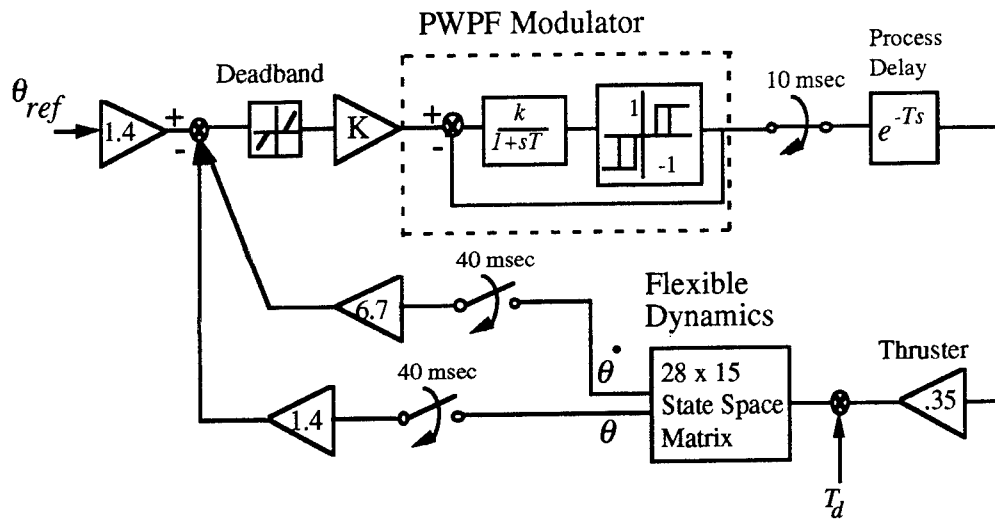 PWPF Modulator
Process
Delay
Deadband
10 msec
θref
1.4
+
-
K
+
-
k
1+sT
1
-1
e^-Ts
40 msec
6.7
Flexible
Dynamics
40 msec
θ̇
28 x 15
State Space
Matrix
Thruster
.35
1.4
θ
Td